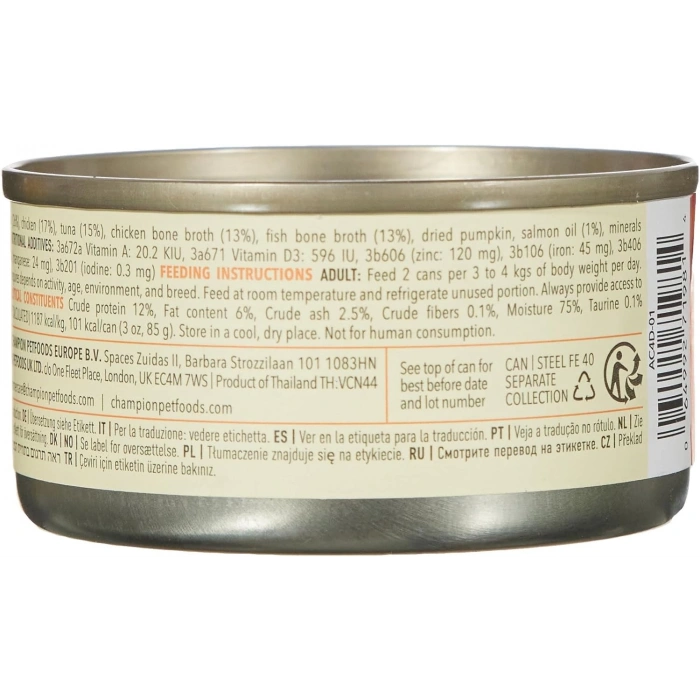 chicken (17%), tuna (15%), chicken bone broth (13%), fish bone broth (13%), dried pumpkin, salmon oil (1%), minerals
ADDITIVES: 3a672a Vitamin A: 20.2 KIU, 3a671 Vitamin D3: 596 IU, 3b606 (zinc: 120 mg), 3b106 (iron: 45 mg), 3b406
24 mg), 3b201 (iodine: 0.3 mg) FEEDING INSTRUCTIONS ADULT: Feed 2 cans per 3 to 4 kgs of body weight per day.
depends on activity, age, environment, and breed. Feed at room temperature and refrigerate unused portion. Always provide access to
CONSTITUENTS Crude protein 12%, Fat content 6%, Crude ash 2.5%, Crude fibers 0.1%, Moisture 75%, Taurine 0.1%
1187 kcal/kg, 101 kcal/can (3 oz, 85 g). Store in a cool, dry place. Not for human consumption.
PETFOODS EUROPE B.V. Spaces Zuidas II, Barbara Strozzilaan 101 1083HN
UK LTD. c/o One Fleet Place, London, UK EC4M 7WS | Product of Thailand TH:VCN44
championpetfoods.com | championpetfoods.com
See top of can for
best before date
and lot number
CAN | STEEL FE 40
SEPARATE
COLLECTION
DE | Übersetzung siehe Etikett. IT | Per la traduzione: vedere etichetta. ES | Ver en la etiqueta para la traducción. PT | Veja a tradução no rótulo. NL | Zie
DK | NO | Se label for oversættelse. PL | Tłumaczenie znajduje się na etykiecie. RU | Смотрите перевод на этикетке. CZ | Překlad
TR | Çeviri için etiketin üzerine bakınız.
AC4D-01